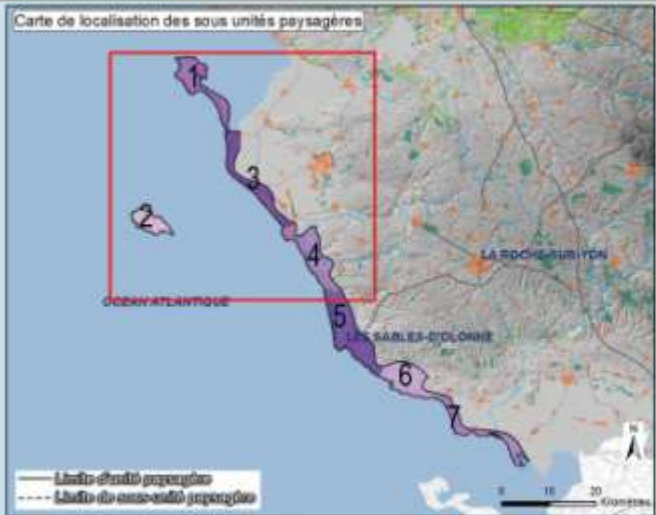 Carte de localisation des sous unités paysagères
1
2
3
4
LA ROCHE-SUR-YON
OCEAN ATLANTIQUE
5
LES SABLES-D'OLONNE
6
7
N
Limite d'unité paysagère
Limite de sous-unité paysagère
0 10 20
Kilomètres